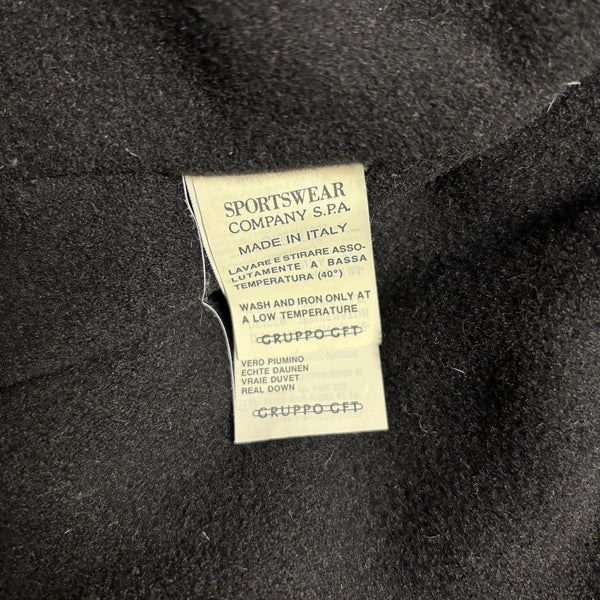 SPORTSWEAR
COMPANY S.P.A.
MADE IN ITALY
LAVARE E STIRARE ASSO-
LUTAMENTE A BASSA
TEMPERATURA (40°)
WASH AND IRON ONLY AT
A LOW TEMPERATURE
GRUPPO GFT
VERO PIUMINO
ECHTE DAUNEN
VRAIE DUVET
REAL DOWN
GRUPPO GFT